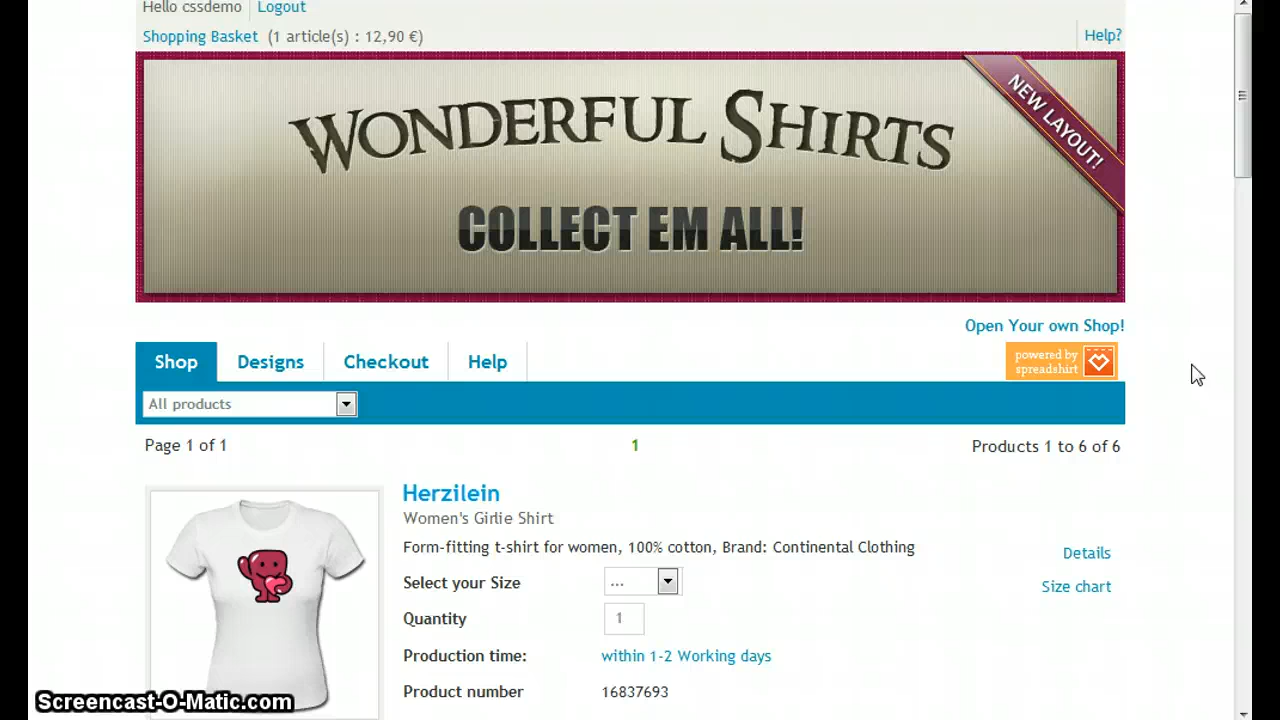 Hello cssdemo Logout
Shopping Basket (1 article(s) : 12,90 €) Help?
WONDERFUL SHIRTS
NEW LAYOUT!
COLLECT EM ALL!
Open Your own Shop!
Shop Designs Checkout Help
powered by
spreadshirt
All products
Page 1 of 1 1 Products 1 to 6 of 6
Herzilein
Women's Girlie Shirt
Form-fitting t-shirt for women, 100% cotton, Brand: Continental Clothing
Details
Select your Size ...
Size chart
Quantity 1
Production time: within 1-2 Working days
Product number 16837693
Screencast-O-Matic.com